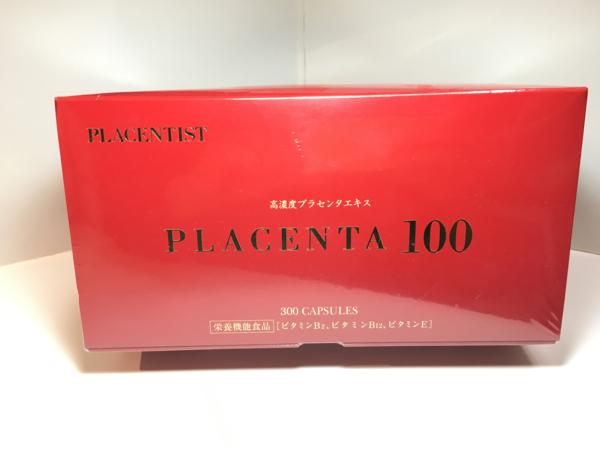 PLACENTIST
高濃度プラセンタエキス
PLACENTA 100
300 CAPSULES
栄養機能食品 [ビタミンB2、ビタミンB12、ビタミンE]